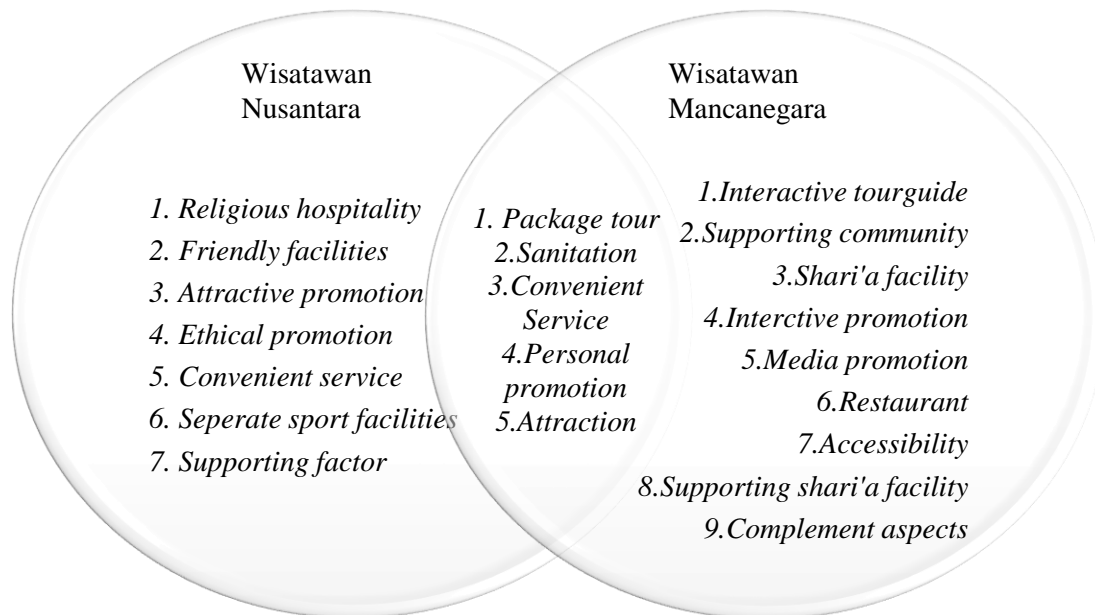 Wisatawan
Nusantara
1. Religious hospitality
2. Friendly facilities
3. Attractive promotion
4. Ethical promotion
5. Convenient service
6. Seperate sport facilities
7. Supporting factor
1. Package tour
2.Sanitation
3.Convenient
Service
4.Personal
promotion
5.Attraction
Wisatawan
Mancanegara
1.Interactive tourguide
2.Supporting community
3.Shari'a facility
4.Interctive promotion
5.Media promotion
6.Restaurant
7.Accessibility
8.Supporting shari'a facility
9.Complement aspects